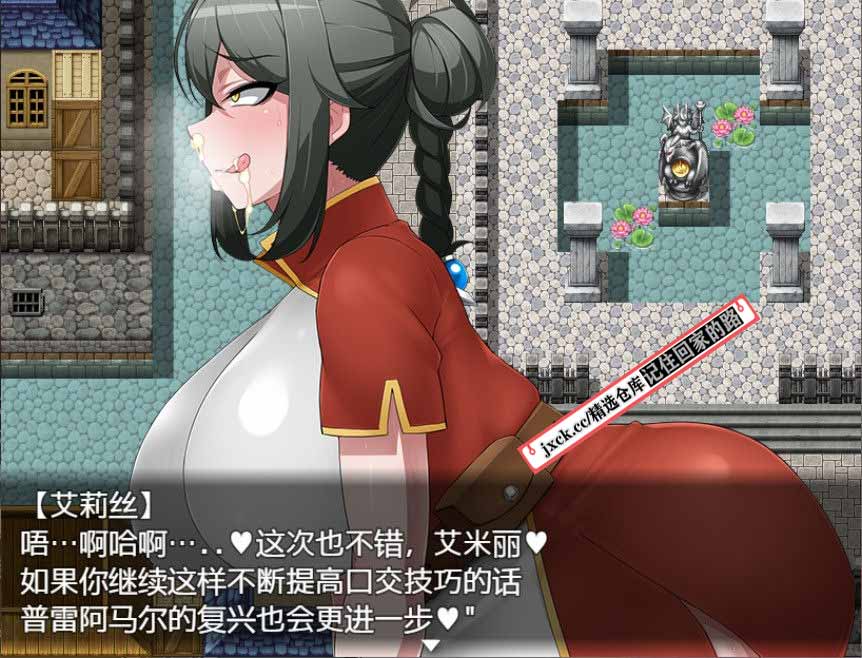 jxck.cc/精选仓库 记住回家的路
【艾莉丝】
唔…啊哈啊…..♥这次也不错，艾米丽♥
如果你继续这样不断提高口交技巧的话
普雷阿马尔的复兴也会更进一步♥"